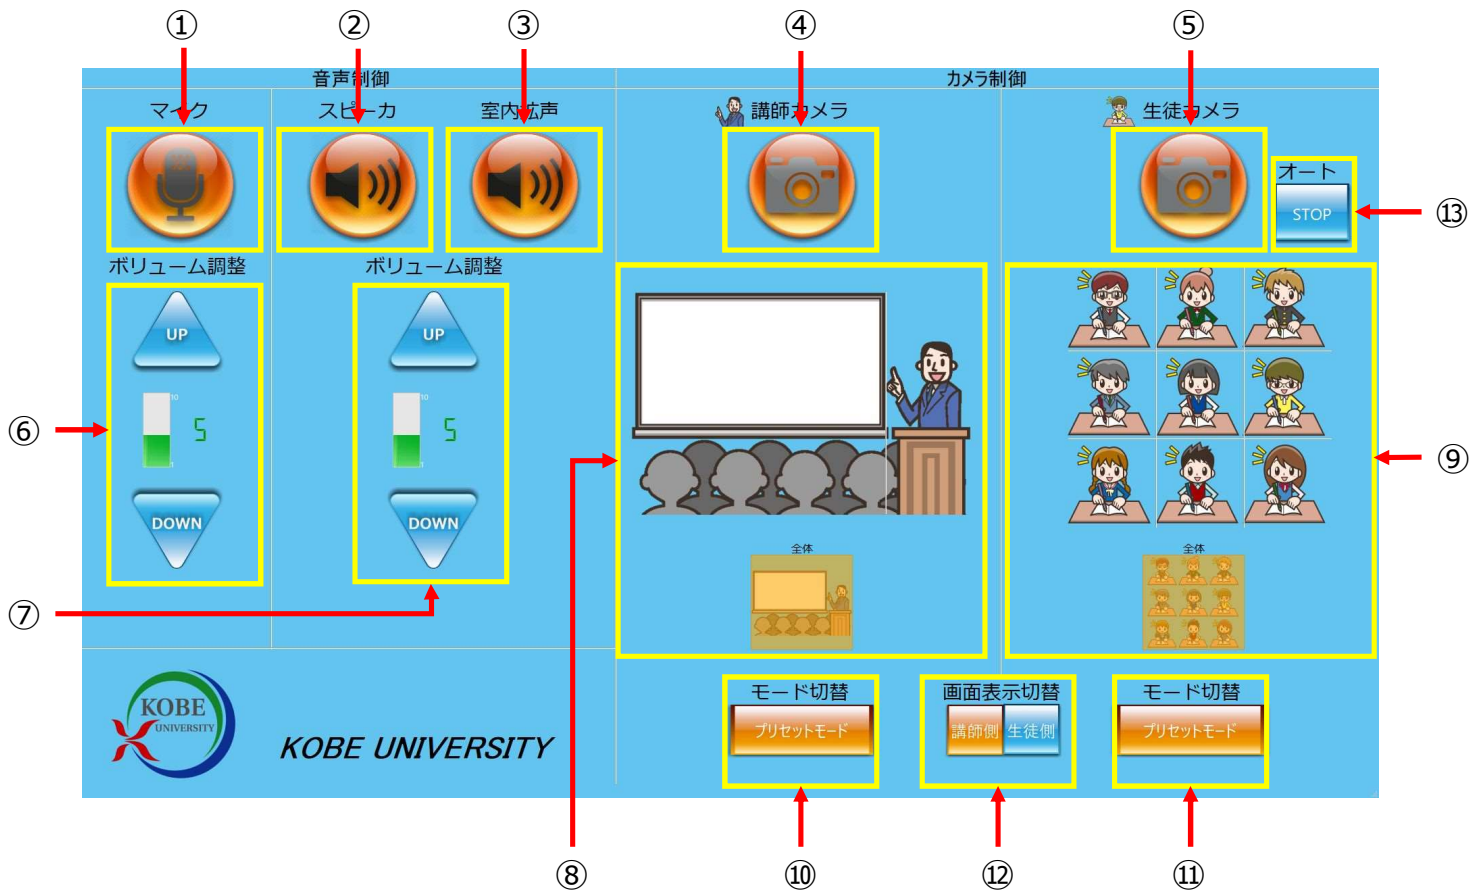 ① ② ③ ④ ⑤
音声制御 カメラ制御
マイク スピーカ 室内拡声 講師カメラ 生徒カメラ
オート
STOP
⑬
ボリューム調整 ボリューム調整
UP UP
10 10
⑥ 5 5 ⑨
1 1
DOWN DOWN
全体 全体
⑦
モード切替 画面表示切替 モード切替
プリセットモード 講師側 生徒側 プリセットモード
KOBE
UNIVERSITY
KOBE UNIVERSITY
⑧ ⑩ ⑫ ⑪